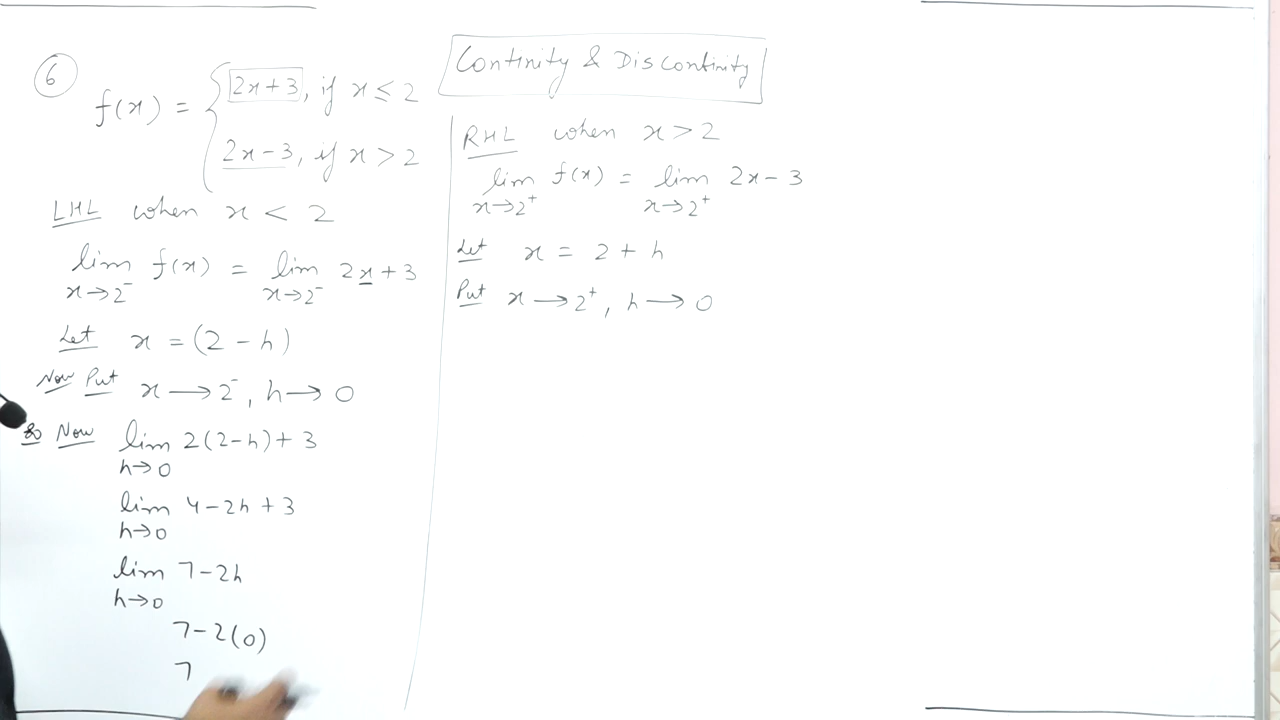 Continity & Discontinity
6
f(x) = { 2x + 3, if x ≤ 2
2x - 3, if x > 2
LHL when x < 2
lim x→2⁻ f(x) = lim x→2⁻ 2x + 3
Let x = (2 - h)
Now Put x → 2⁻, h → 0
So Now lim h→0 2(2-h) + 3
lim h→0 4 - 2h + 3
lim h→0 7 - 2h
7 - 2(0)
7
RHL when x > 2
lim x→2⁺ f(x) = lim x→2⁺ 2x - 3
Let x = 2 + h
Put x → 2⁺, h → 0